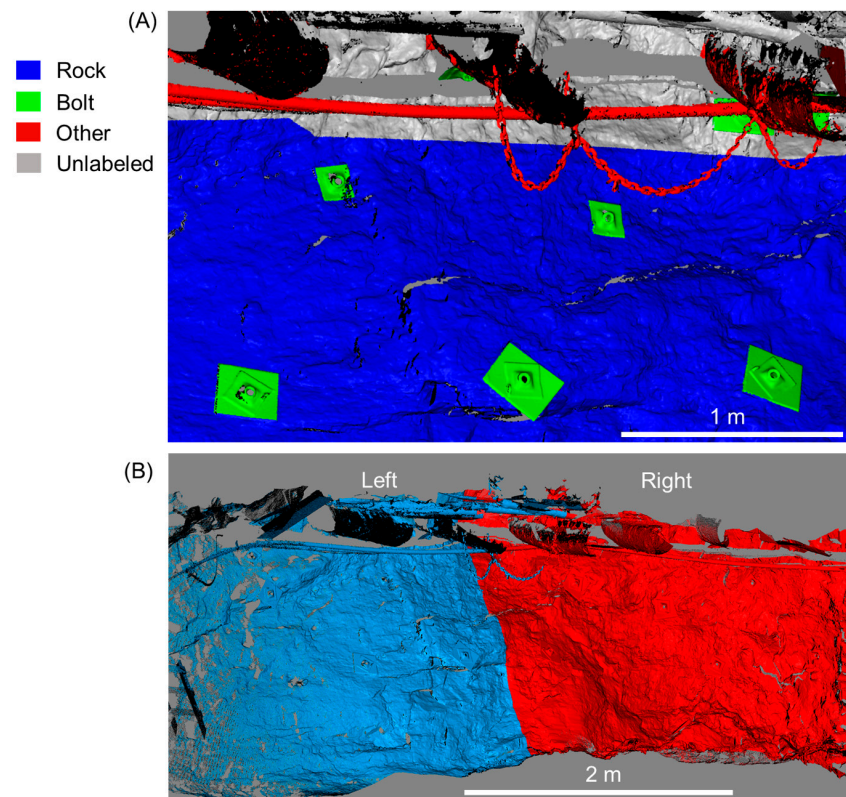 (A)
Rock
Bolt
Other
Unlabeled
1 m
(B)
Left
Right
2 m